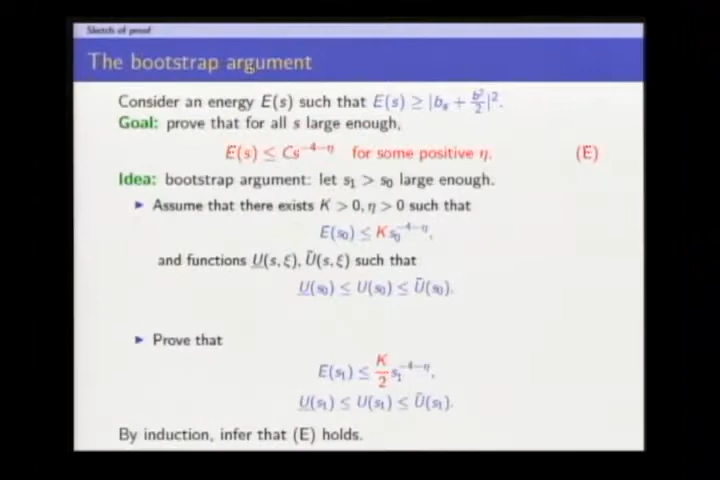 Sketch of proof
The bootstrap argument
Consider an energy E(s) such that E(s) ≥ |b_s + b²/2|².
Goal: prove that for all s large enough,
E(s) ≤ Cs^{-4-η} for some positive η. (E)
Idea: bootstrap argument: let s₁ > s₀ large enough.
▶ Assume that there exists K > 0, η > 0 such that
E(s₀) ≤ Ks₀^{-4-η},
and functions U̲(s, ξ), Ū(s, ξ) such that
U̲(s₀) ≤ U(s₀) ≤ Ū(s₀).
▶ Prove that
E(s₁) ≤ K/2 s₁^{-4-η},
U̲(s₁) ≤ U(s₁) ≤ Ū(s₁).
By induction, infer that (E) holds.